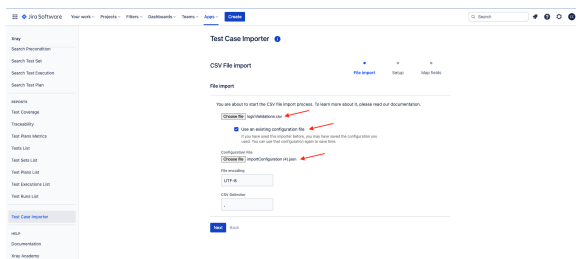 Jira Software Your work Projects Filters Dashboards Teams Apps Create Search
Xray
Search Precondition
Search Test Set
Search Test Execution
Search Test Plan
REPORTS
Test Coverage
Traceability
Test Plans Metrics
Tests List
Test Sets List
Test Plans List
Test Executions List
Test Runs List
Test Case Importer
HELP
Documentation
Xray Academy
Test Case Importer
CSV File import
File import Setup Map fields
File import
You are about to start the CSV file import process. To learn more about it, please read our documentation.
Choose file loginValidations.csv
Use an existing configuration file
If you have used this importer before, you may have saved the configuration you
used. You can use that configuration again to save time.
Configuration File
Choose file importConfiguration (4).json
File encoding
UTF-8
CSV Delimiter
,
Next Back